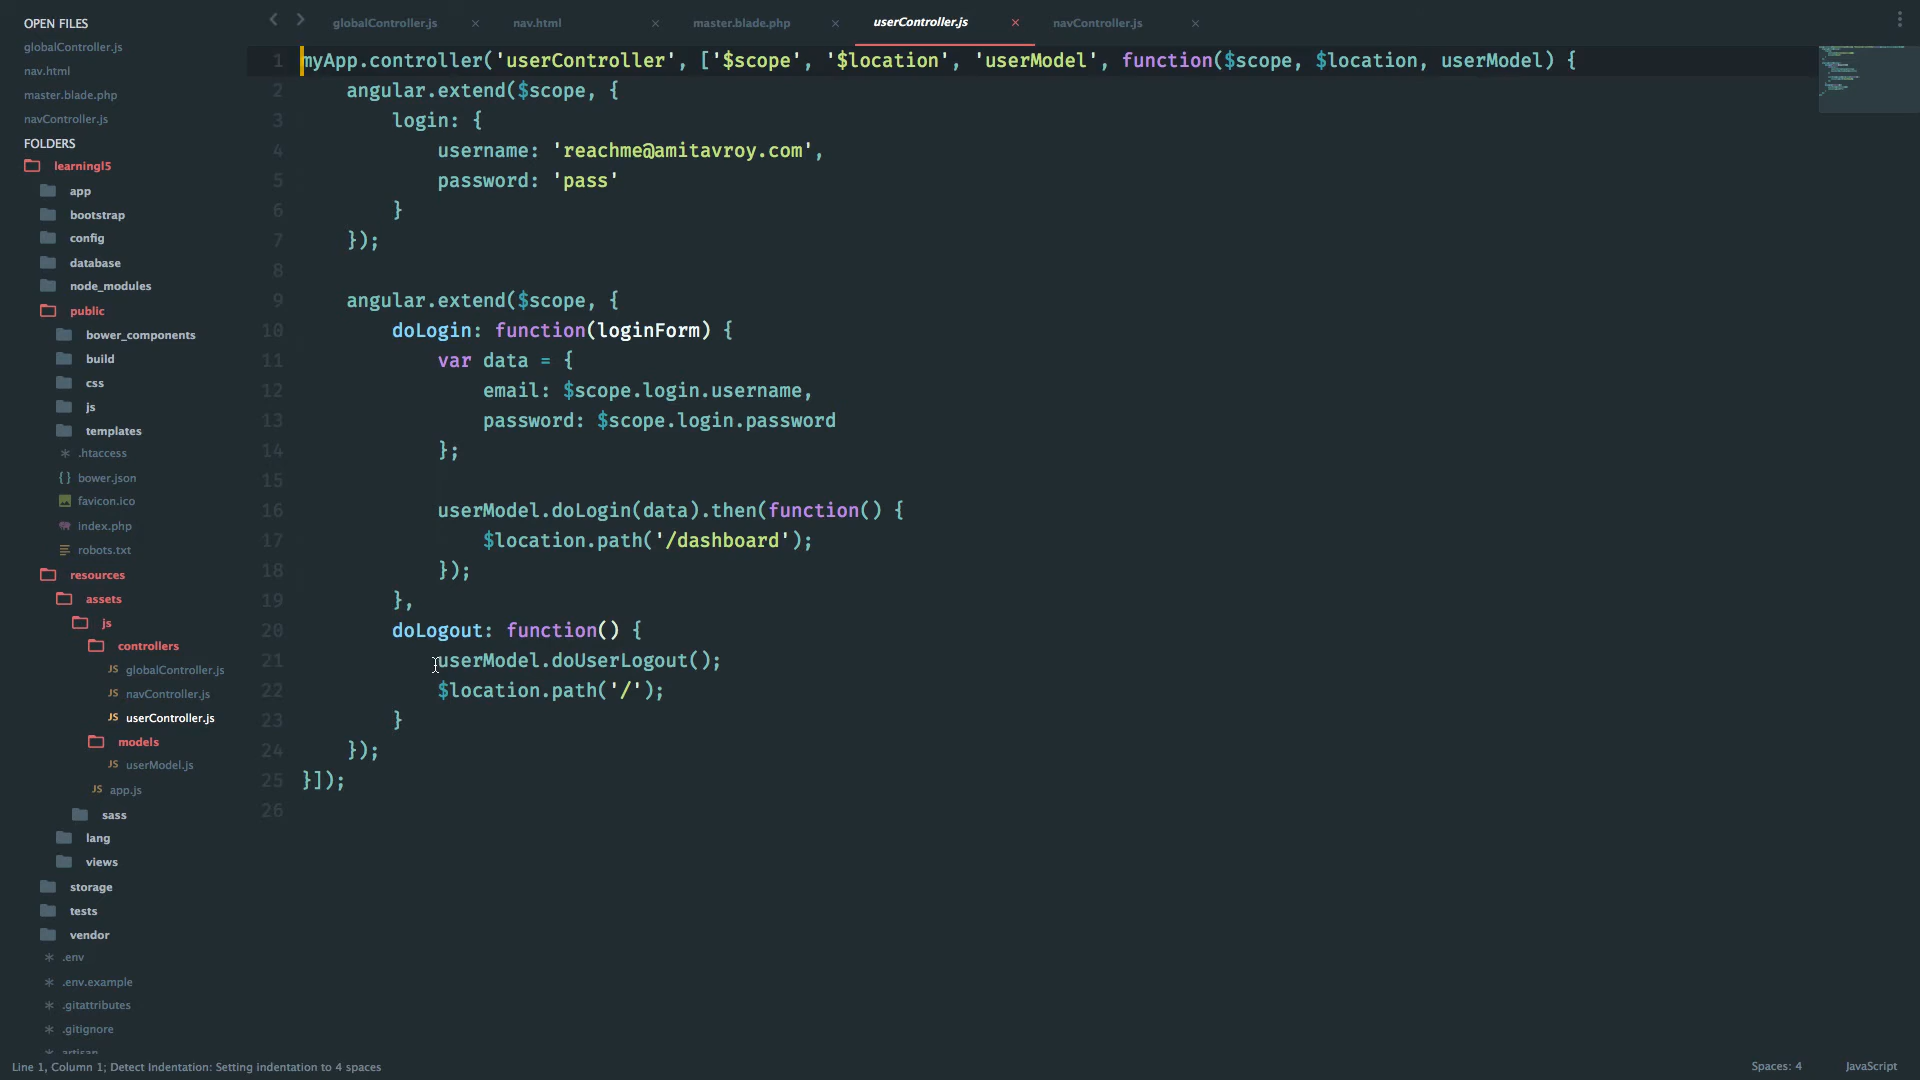 OPEN FILES
globalController.js
nav.html
master.blade.php
navController.js
FOLDERS
learningl5
app
bootstrap
config
database
node_modules
public
bower_components
build
css
js
templates
.htaccess
bower.json
favicon.ico
index.php
robots.txt
resources
assets
js
controllers
JS globalController.js
JS navController.js
JS userController.js
models
JS userModel.js
JS app.js
sass
lang
views
storage
tests
vendor
.env
.env.example
.gitattributes
.gitignore
artisan
globalController.js × nav.html × master.blade.php × userController.js × navController.js ×
1 myApp.controller('userController', ['$scope', '$location', 'userModel', function($scope, $location, userModel) {
2 angular.extend($scope, {
3 login: {
4 username: 'reachme@amitavroy.com',
5 password: 'pass'
6 }
7 });
8
9 angular.extend($scope, {
10 doLogin: function(loginForm) {
11 var data = {
12 email: $scope.login.username,
13 password: $scope.login.password
14 };
15
16 userModel.doLogin(data).then(function() {
17 $location.path('/dashboard');
18 });
19 },
20 doLogout: function() {
21 userModel.doUserLogout();
22 $location.path('/');
23 }
24 });
25 }]);
26
Line 1, Column 1; Detect Indentation: Setting indentation to 4 spaces
Spaces: 4 JavaScript